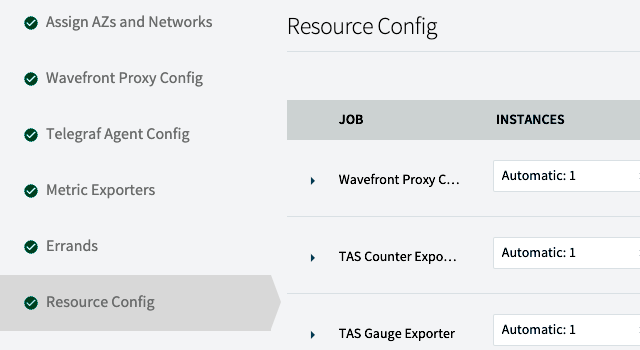 Assign AZs and Networks
Wavefront Proxy Config
Telegraf Agent Config
Metric Exporters
Errands
Resource Config
Resource Config
JOB INSTANCES
Wavefront Proxy C... Automatic: 1
TAS Counter Expo... Automatic: 1
TAS Gauge Exporter Automatic: 1